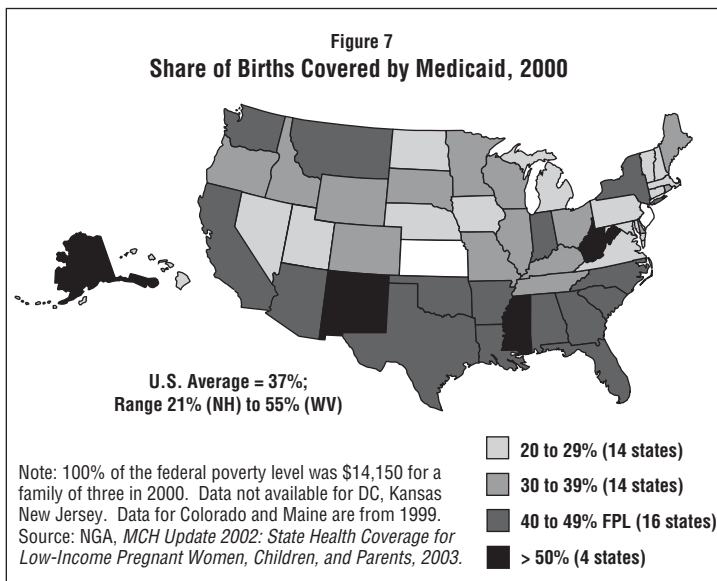 Figure 7
Share of Births Covered by Medicaid, 2000
U.S. Average = 37%;
Range 21% (NH) to 55% (WV)
Note: 100% of the federal poverty level was $14,150 for a
family of three in 2000. Data not available for DC, Kansas
New Jersey. Data for Colorado and Maine are from 1999.
Source: NGA, MCH Update 2002: State Health Coverage for
Low-Income Pregnant Women, Children, and Parents, 2003.
20 to 29% (14 states)
30 to 39% (14 states)
40 to 49% FPL (16 states)
> 50% (4 states)